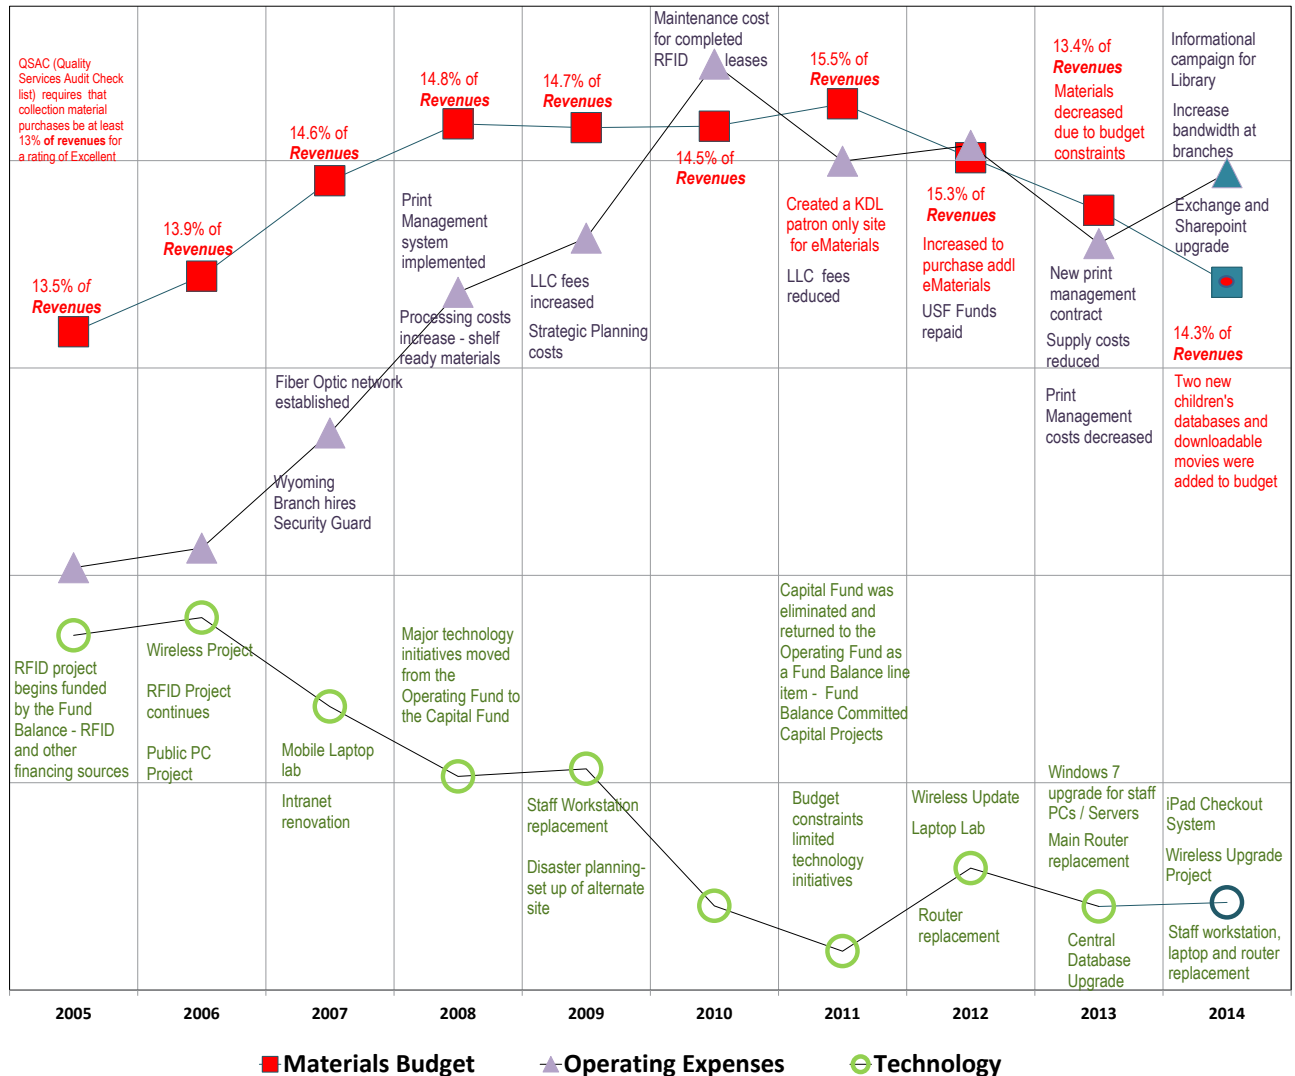 QSAC (Quality
Services Audit Check
list) requires that
collection material
purchases be at least
13% of revenues for
a rating of Excellent
13.5% of
Revenues
13.9% of
Revenues
14.6% of
Revenues
14.8% of
Revenues
14.7% of
Revenues
Maintenance cost
for completed
RFID leases
14.5% of
Revenues
15.5% of
Revenues
Created a KDL
patron only site
for eMaterials
LLC fees
reduced
15.3% of
Revenues
Increased to
purchase addl
eMaterials
USF Funds
repaid
13.4% of
Revenues
Materials
decreased
due to budget
constraints
New print
management
contract
Supply costs
reduced
Print
Management
costs decreased
Informational
campaign for
Library
Increase
bandwidth at
branches
Exchange and
Sharepoint
upgrade
14.3% of
Revenues
Two new
children's
databases and
downloadable
movies were
added to budget
Print
Management
system
implemented
Processing costs
increase - shelf
ready materials
LLC fees
increased
Strategic Planning
costs
Fiber Optic network
established
Wyoming
Branch hires
Security Guard
RFID project
begins funded
by the Fund
Balance - RFID
and other
financing sources
Wireless Project
RFID Project
continues
Public PC
Project
Mobile Laptop
lab
Intranet
renovation
Major technology
initiatives moved
from the
Operating Fund to
the Capital Fund
Staff Workstation
replacement
Disaster planning-
set up of alternate
site
Capital Fund was
eliminated and
returned to the
Operating Fund as
a Fund Balance line
item - Fund
Balance Committed
Capital Projects
Budget
constraints
limited
technology
initiatives
Wireless Update
Laptop Lab
Router
replacement
Windows 7
upgrade for staff
PCs / Servers
Main Router
replacement
Central
Database
Upgrade
iPad Checkout
System
Wireless Upgrade
Project
Staff workstation,
laptop and router
replacement
2005 2006 2007 2008 2009 2010 2011 2012 2013 2014
Materials Budget Operating Expenses Technology